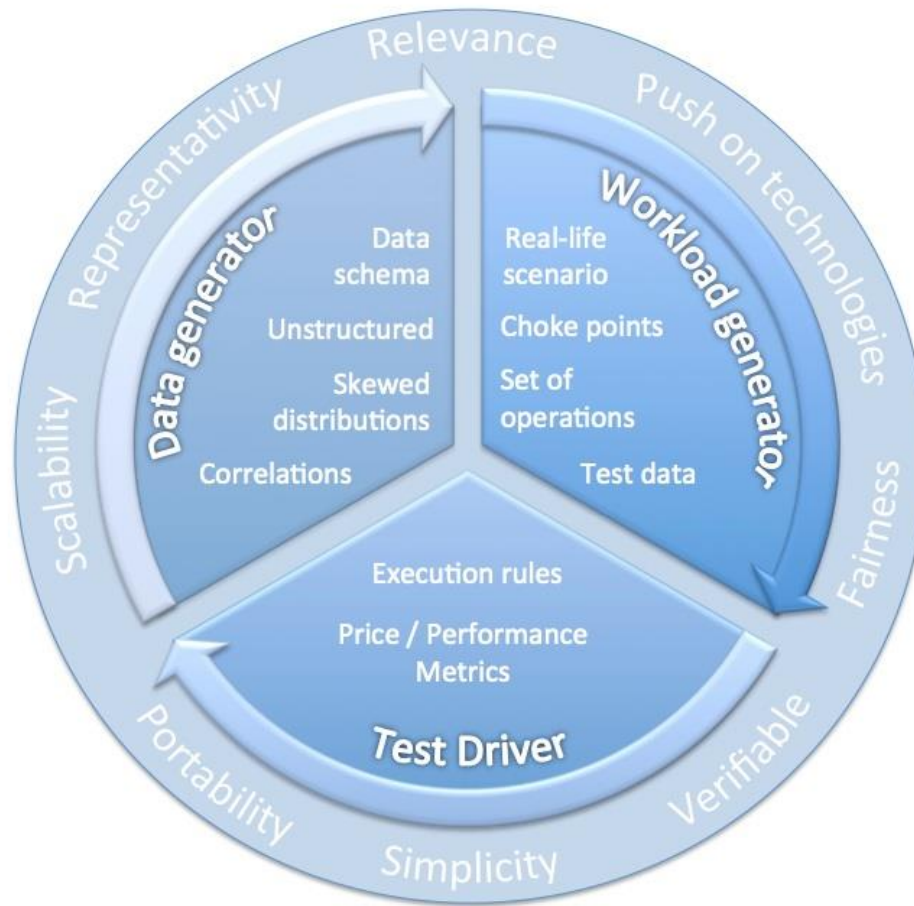 Relevance
Push on technologies
Fairness
Verifiable
Simplicity
Portability
Scalability
Representativity
Data generator
Data
schema
Unstructured
Skewed
distributions
Correlations
Workload generator
Real-life
scenario
Choke points
Set of
operations
Test data
Execution rules
Price / Performance
Metrics
Test Driver